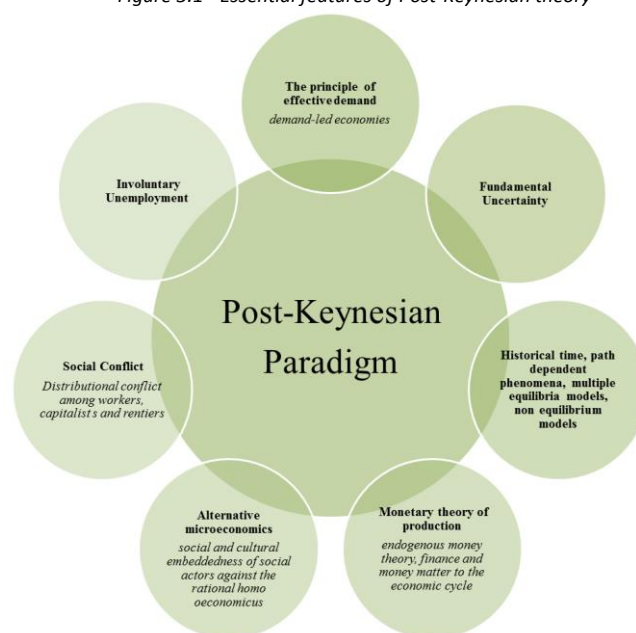 Figure 3.1 - Essential features of Post-Keynesian theory
The principle of
effective demand
demand-led economies
Fundamental
Uncertainty
Historical time, path
dependent
phenomena, multiple
equilibria models,
non equilibrium
models
Monetary theory of
production
endogenous money
theory, finance and
money matter to the
economic cycle
Alternative
microeconomics
social and cultural
embeddedness of social
actors against the
rational homo
oeconomicus
Social Conflict
Distributional conflict
among workers,
capitalists and rentiers
Involuntary
Unemployment
Post-Keynesian
Paradigm